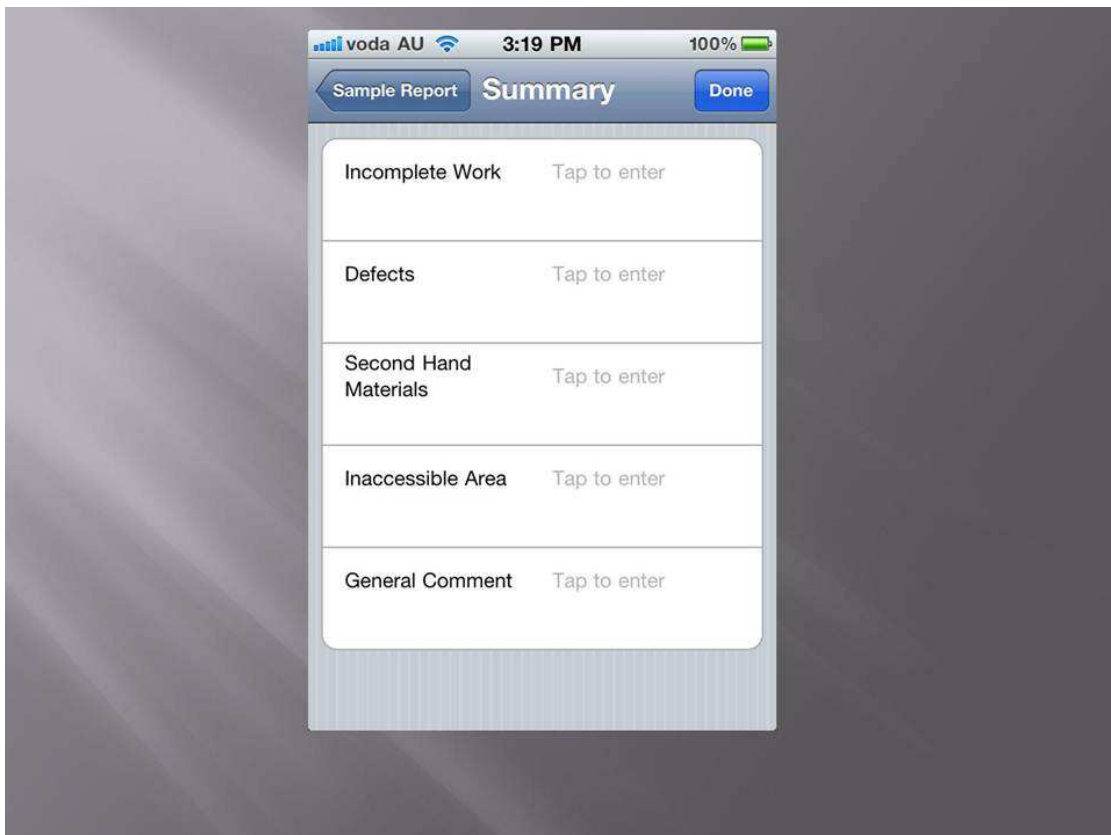 voda AU 3:19 PM 100%
Sample Report Summary Done
Incomplete Work Tap to enter
Defects Tap to enter
Second Hand
Materials Tap to enter
Inaccessible Area Tap to enter
General Comment Tap to enter